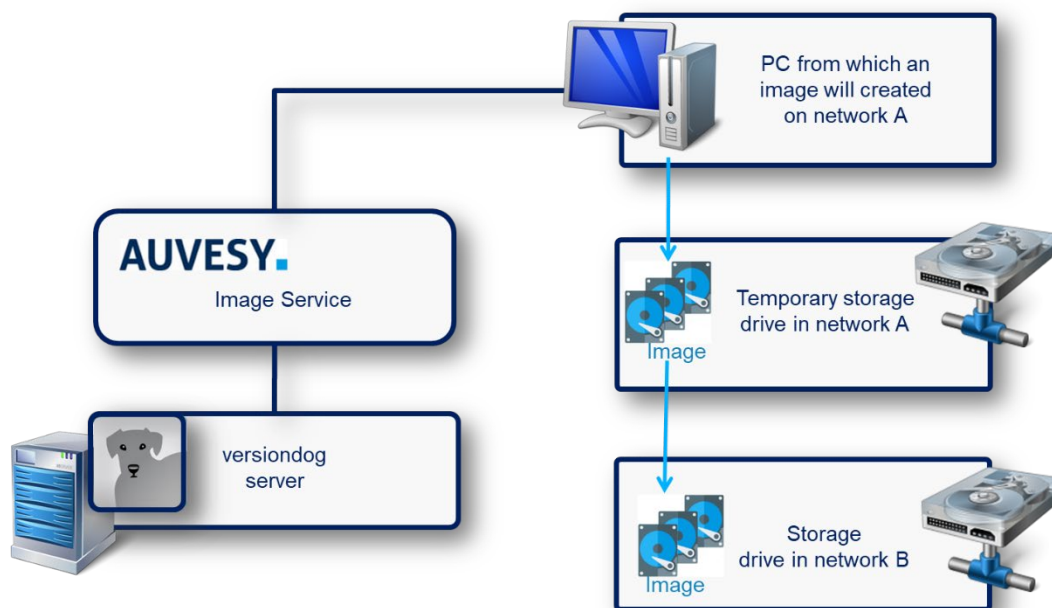 PC from which an
image will created
on network A
AUVESY.
Image Service
Temporary storage
drive in network A
Image
versiondog
server
Storage
drive in network B
Image